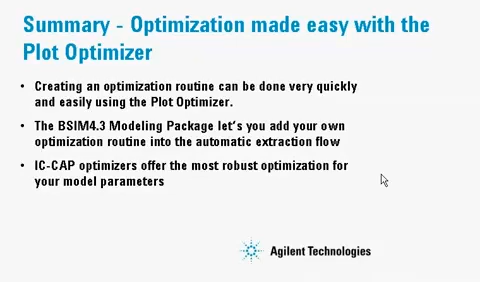 Summary - Optimization made easy with the
Plot Optimizer
• Creating an optimization routine can be done very quickly
and easily using the Plot Optimizer.
• The BSIM4.3 Modeling Package let's you add your own
optimization routine into the automatic extraction flow
• IC-CAP optimizers offer the most robust optimization for
your model parameters
Agilent Technologies